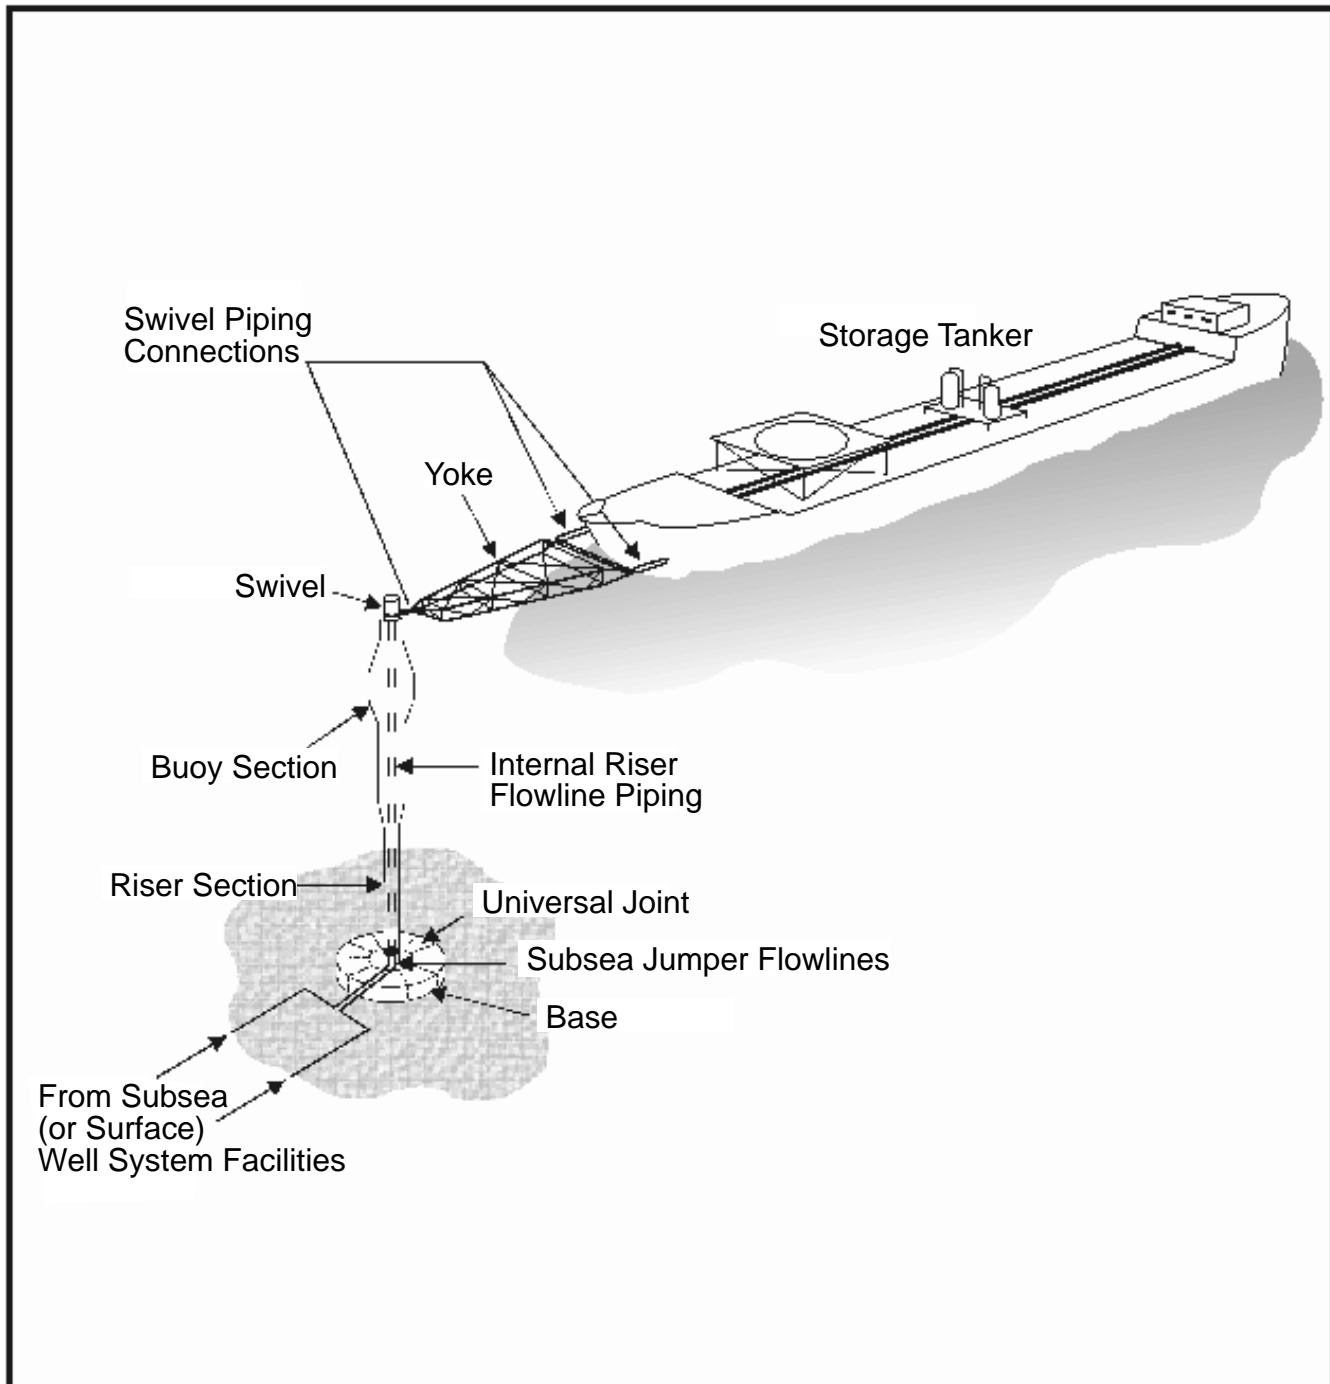 Swivel Piping
Connections
Storage Tanker
Yoke
Swivel
Buoy Section
Internal Riser
Flowline Piping
Riser Section
Universal Joint
Subsea Jumper Flowlines
Base
From Subsea
(or Surface)
Well System Facilities